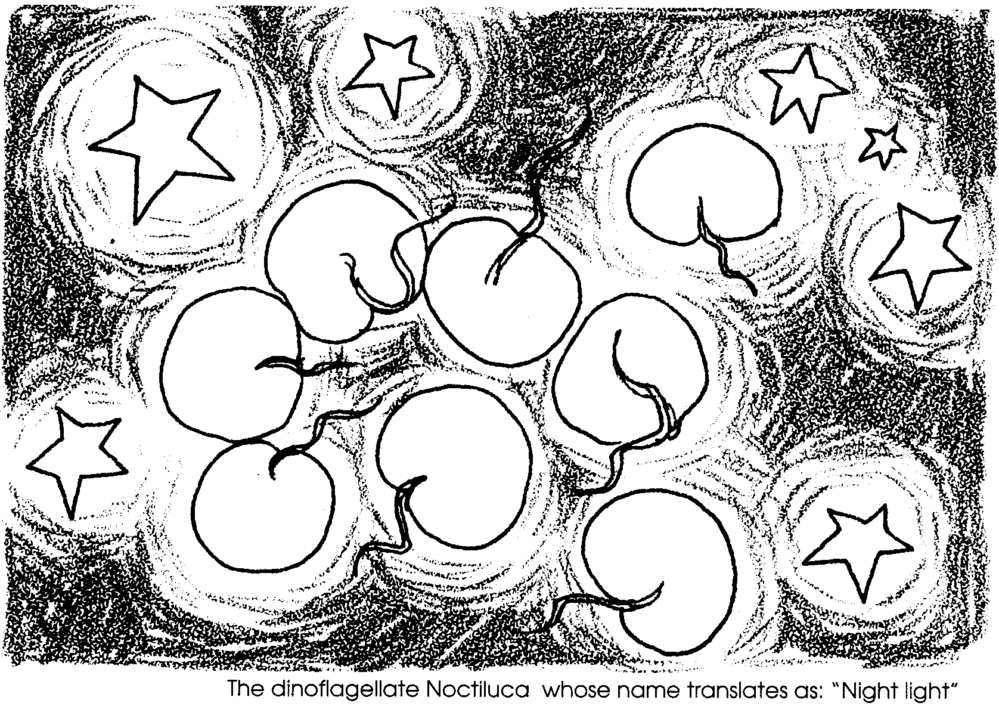 The dinoflagellate Noctiluca whose name translates as: "Night light"